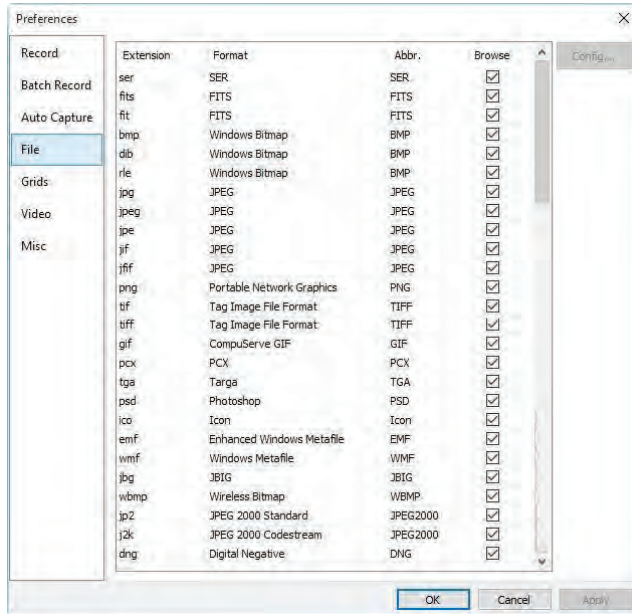 Preferences
Record
Batch Record
Auto Capture
File
Grids
Video
Misc
Extension Format Abbr. Browse
ser SER SER
fits FITS FITS
fit FITS FITS
bmp Windows Bitmap BMP
dib Windows Bitmap BMP
rle Windows Bitmap BMP
jpg JPEG JPEG
jpeg JPEG JPEG
jpe JPEG JPEG
jif JPEG JPEG
jfif JPEG JPEG
png Portable Network Graphics PNG
tif Tag Image File Format TIFF
tiff Tag Image File Format TIFF
gif CompuServe GIF GIF
pcx PCX PCX
tga Targa TGA
psd Photoshop PSD
ico Icon Icon
emf Enhanced Windows Metafile EMF
wmf Windows Metafile WMF
jbg JBIG JBIG
wbmp Wireless Bitmap WBMP
jp2 JPEG 2000 Standard JPEG2000
j2k JPEG 2000 Codestream JPEG2000
dng Digital Negative DNG
Config...
OK Cancel Apply